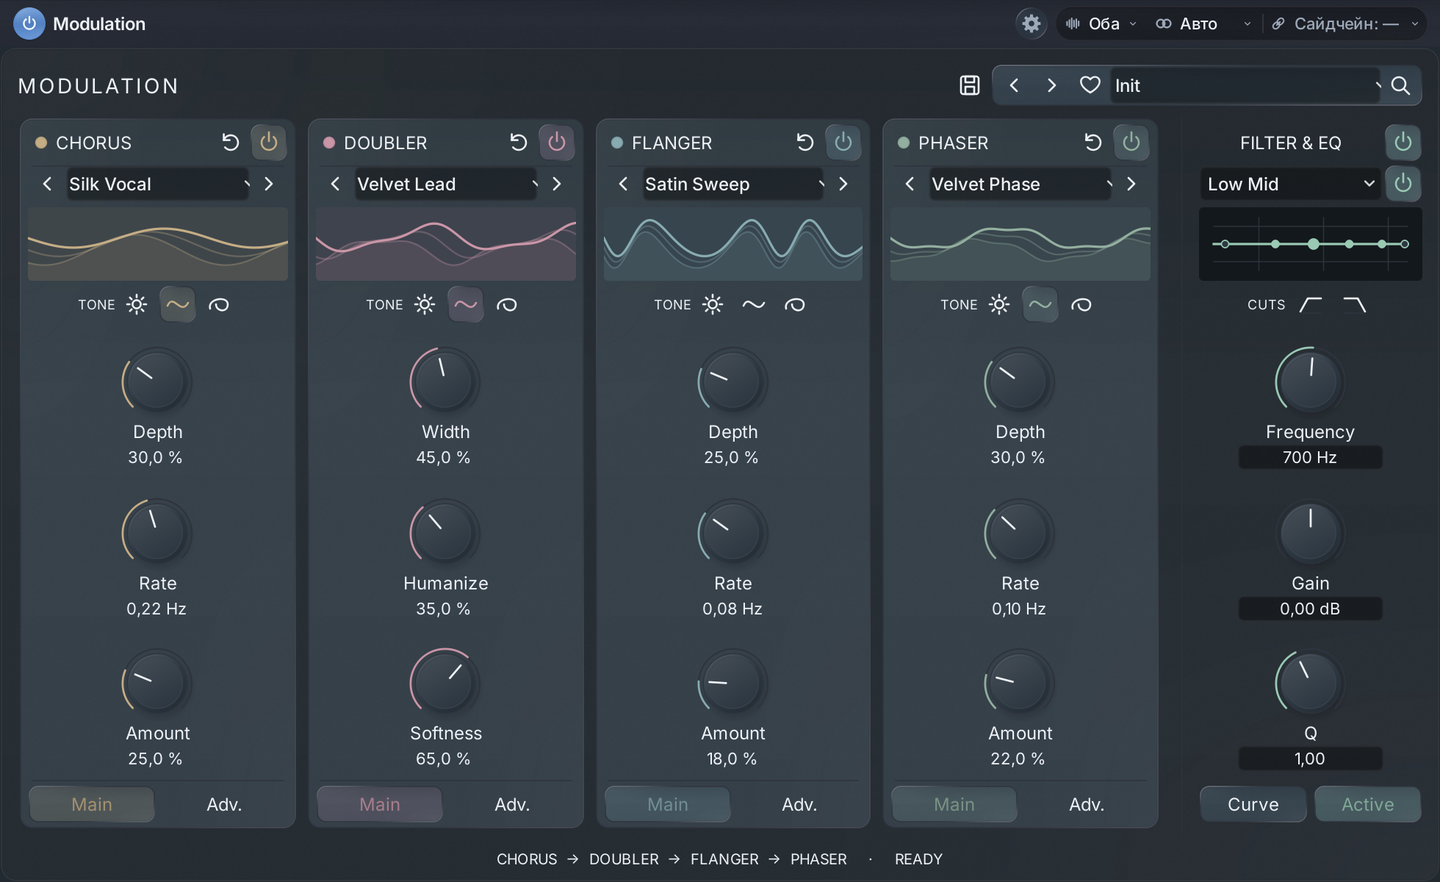 Modulation
Оба
Авто
Сайдчейн: —
MODULATION
Init
CHORUS
DOUBLER
FLANGER
PHASER
FILTER & EQ
Silk Vocal
Velvet Lead
Satin Sweep
Velvet Phase
Low Mid
TONE
TONE
TONE
TONE
CUTS
Depth
30,0 %
Width
45,0 %
Depth
25,0 %
Depth
30,0 %
Frequency
700 Hz
Rate
0,22 Hz
Humanize
35,0 %
Rate
0,08 Hz
Rate
0,10 Hz
Gain
0,00 dB
Amount
25,0 %
Softness
65,0 %
Amount
18,0 %
Amount
22,0 %
Q
1,00
Main
Adv.
Main
Adv.
Main
Adv.
Main
Adv.
Curve
Active
CHORUS → DOUBLER → FLANGER → PHASER · READY